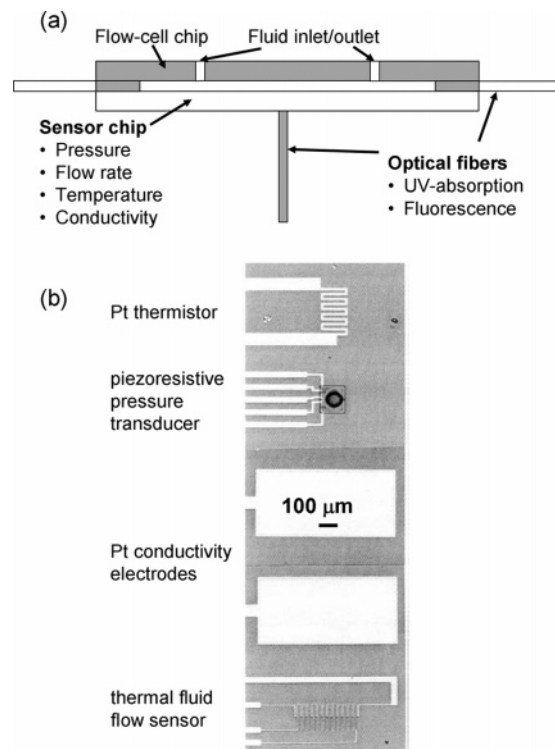 (a)
Flow-cell chip
Fluid inlet/outlet
Sensor chip
• Pressure
• Flow rate
• Temperature
• Conductivity
Optical fibers
• UV-absorption
• Fluorescence
(b)
Pt thermistor
piezoresistive
pressure
transducer
100 μm
Pt conductivity
electrodes
thermal fluid
flow sensor